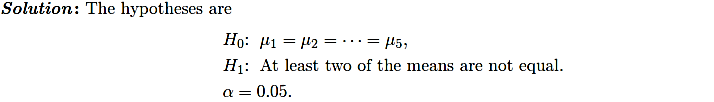 Solution: The hypotheses are
H₀: μ₁ = μ₂ = ⋯ = μ₅,
H₁: At least two of the means are not equal.
α = 0.05.